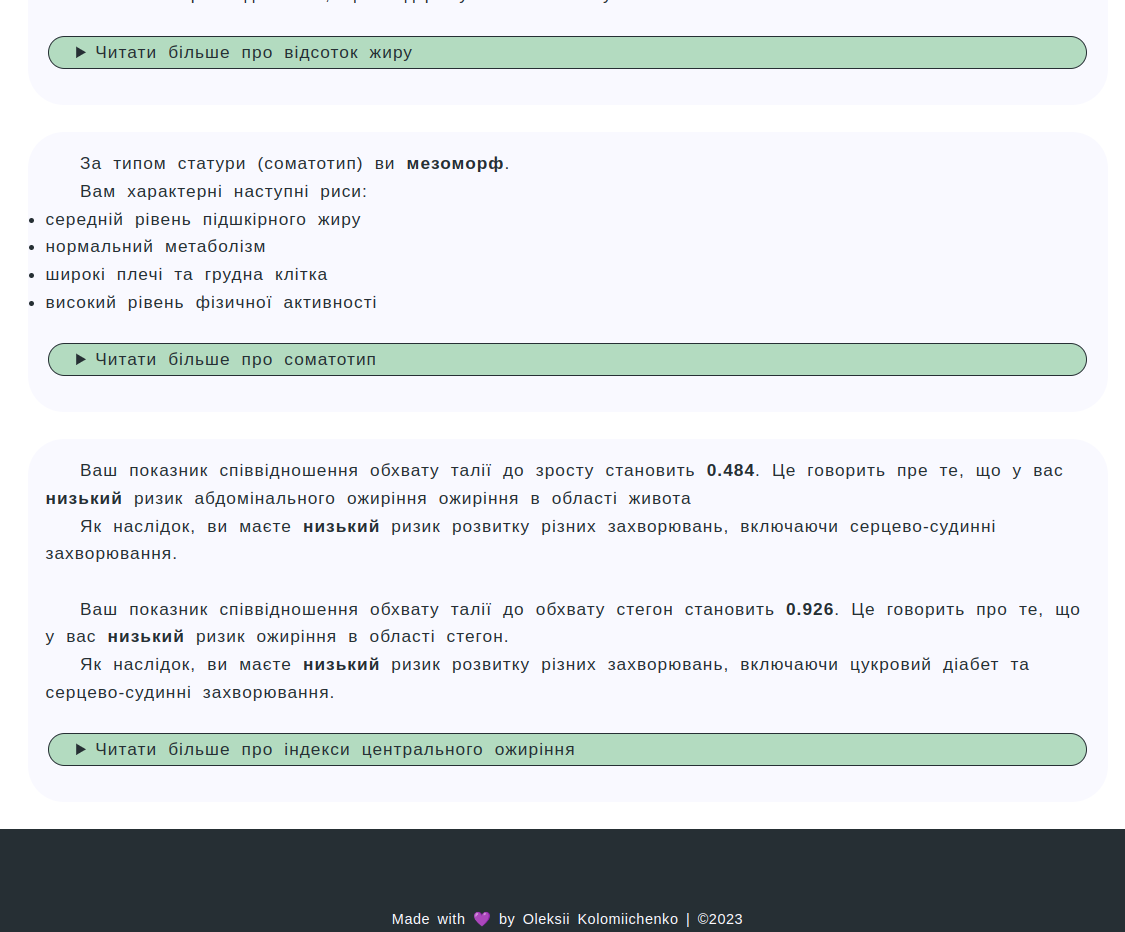 Читати більше про відсоток жиру
За типом статури (соматотип) ви мезоморф.
Вам характерні наступні риси:
середній рівень підшкірного жиру
нормальний метаболізм
широкі плечі та грудна клітка
високий рівень фізичної активності
Читати більше про соматотип
Ваш показник співвідношення обхвату талії до зросту становить 0.484. Це говорить пре те, що у вас
низький ризик абдомінального ожиріння ожиріння в області живота
Як наслідок, ви маєте низький ризик розвитку різних захворювань, включаючи серцево-судинні
захворювання.
Ваш показник співвідношення обхвату талії до обхвату стегон становить 0.926. Це говорить про те, що
у вас низький ризик ожиріння в області стегон.
Як наслідок, ви маєте низький ризик розвитку різних захворювань, включаючи цукровий діабет та
серцево-судинні захворювання.
Читати більше про індекси центрального ожиріння
Made with 💜 by Oleksii Kolomiichenko | ©2023